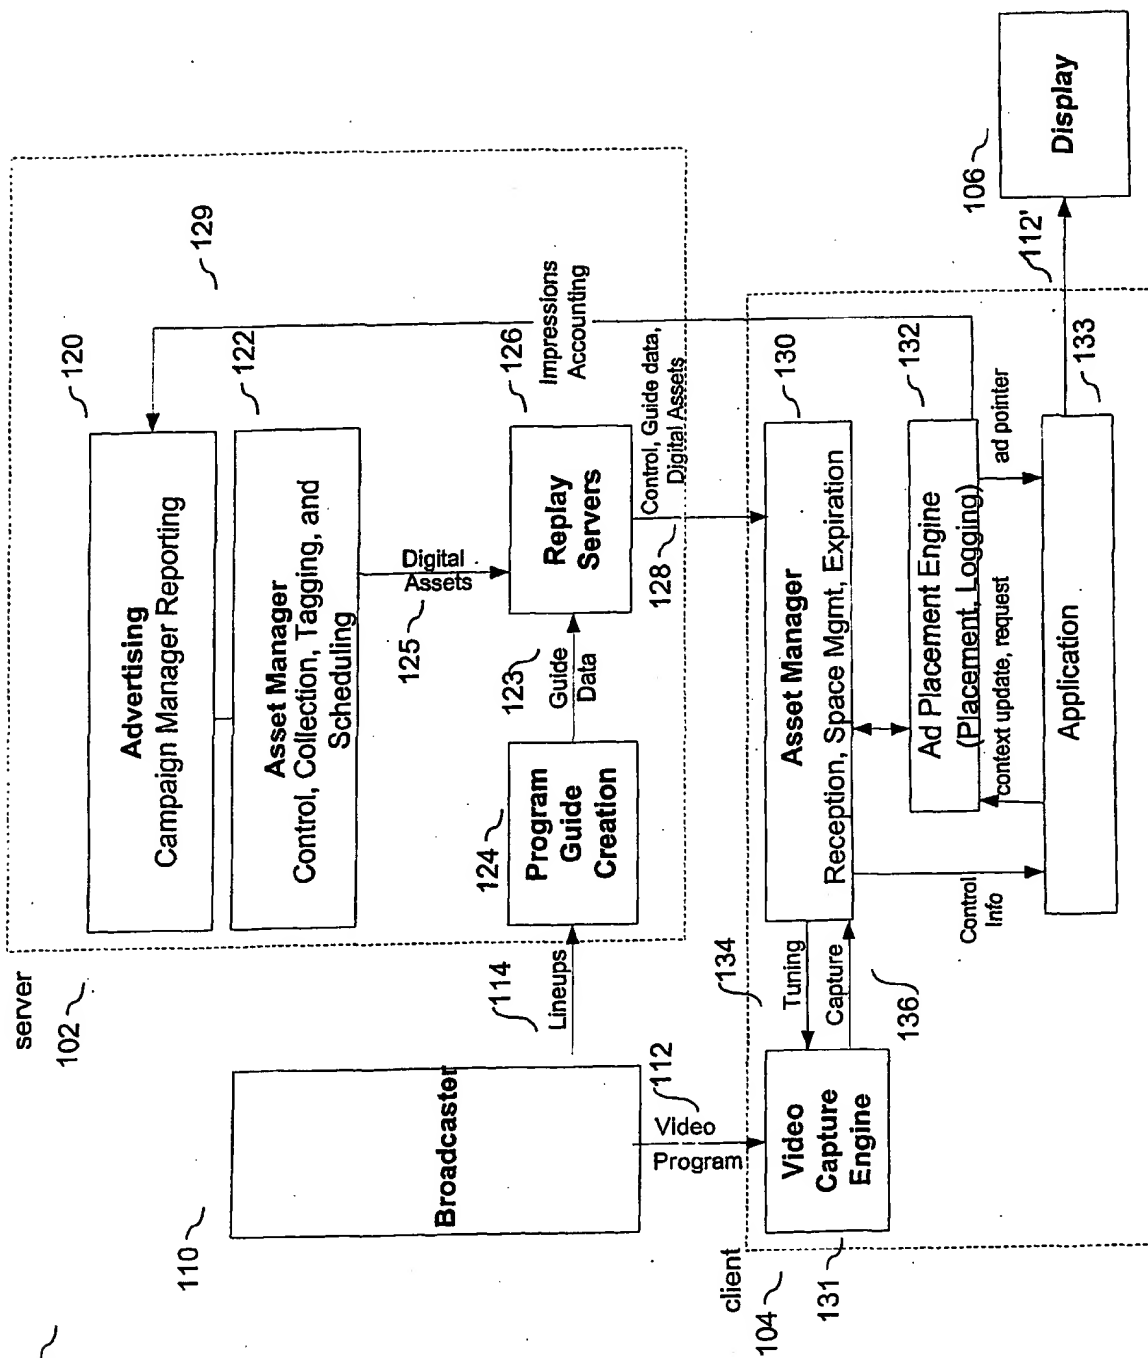 server
102
120
Advertising
Campaign Manager Reporting
129
122
Asset Manager
Control, Collection, Tagging, and
Scheduling
Digital
Assets
125
110
Broadcaster
114
Lineups
124
Program
Guide
Creation
123
Guide
Data
126
Replay
Servers
Impressions
Accounting
128
Control, Guide data,
Digital Assets
Video
Program
112
client
104
131
Video
Capture
Engine
134
Tuning
Capture
136
130
Asset Manager
Reception, Space Mgmt, Expiration
132
Ad Placement Engine
(Placement, Logging)
context update, request
ad pointer
Control
Info
133
Application
112'
106
Display